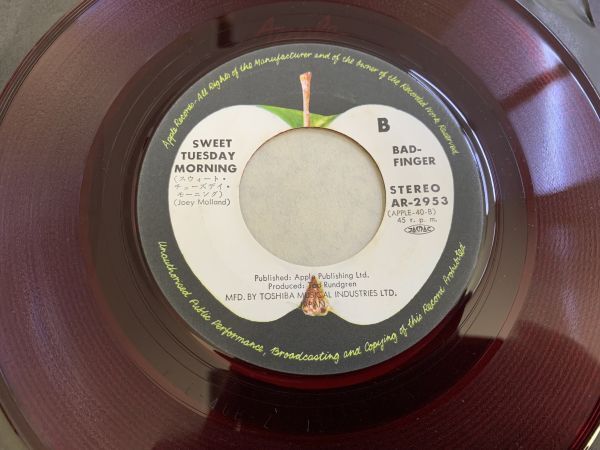 Apple Records-All Rights of the Manufacturer and of the Owner of the Recorded Work Reserved.
SWEET
TUESDAY
MORNING
(スウィート・
チューズデイ・
モーニング)
(Joey Molland)
B
BAD-
FINGER
STEREO
AR-2953
(APPLE-40-B)
45 r. p. m.
Published: Apple Publishing Ltd.
Produced: Tod Rundgren
MFD. BY TOSHIBA MUSICAL INDUSTRIES LTD.
Unauthorised Public Performance, Broadcasting and Copying of this Record Prohibited